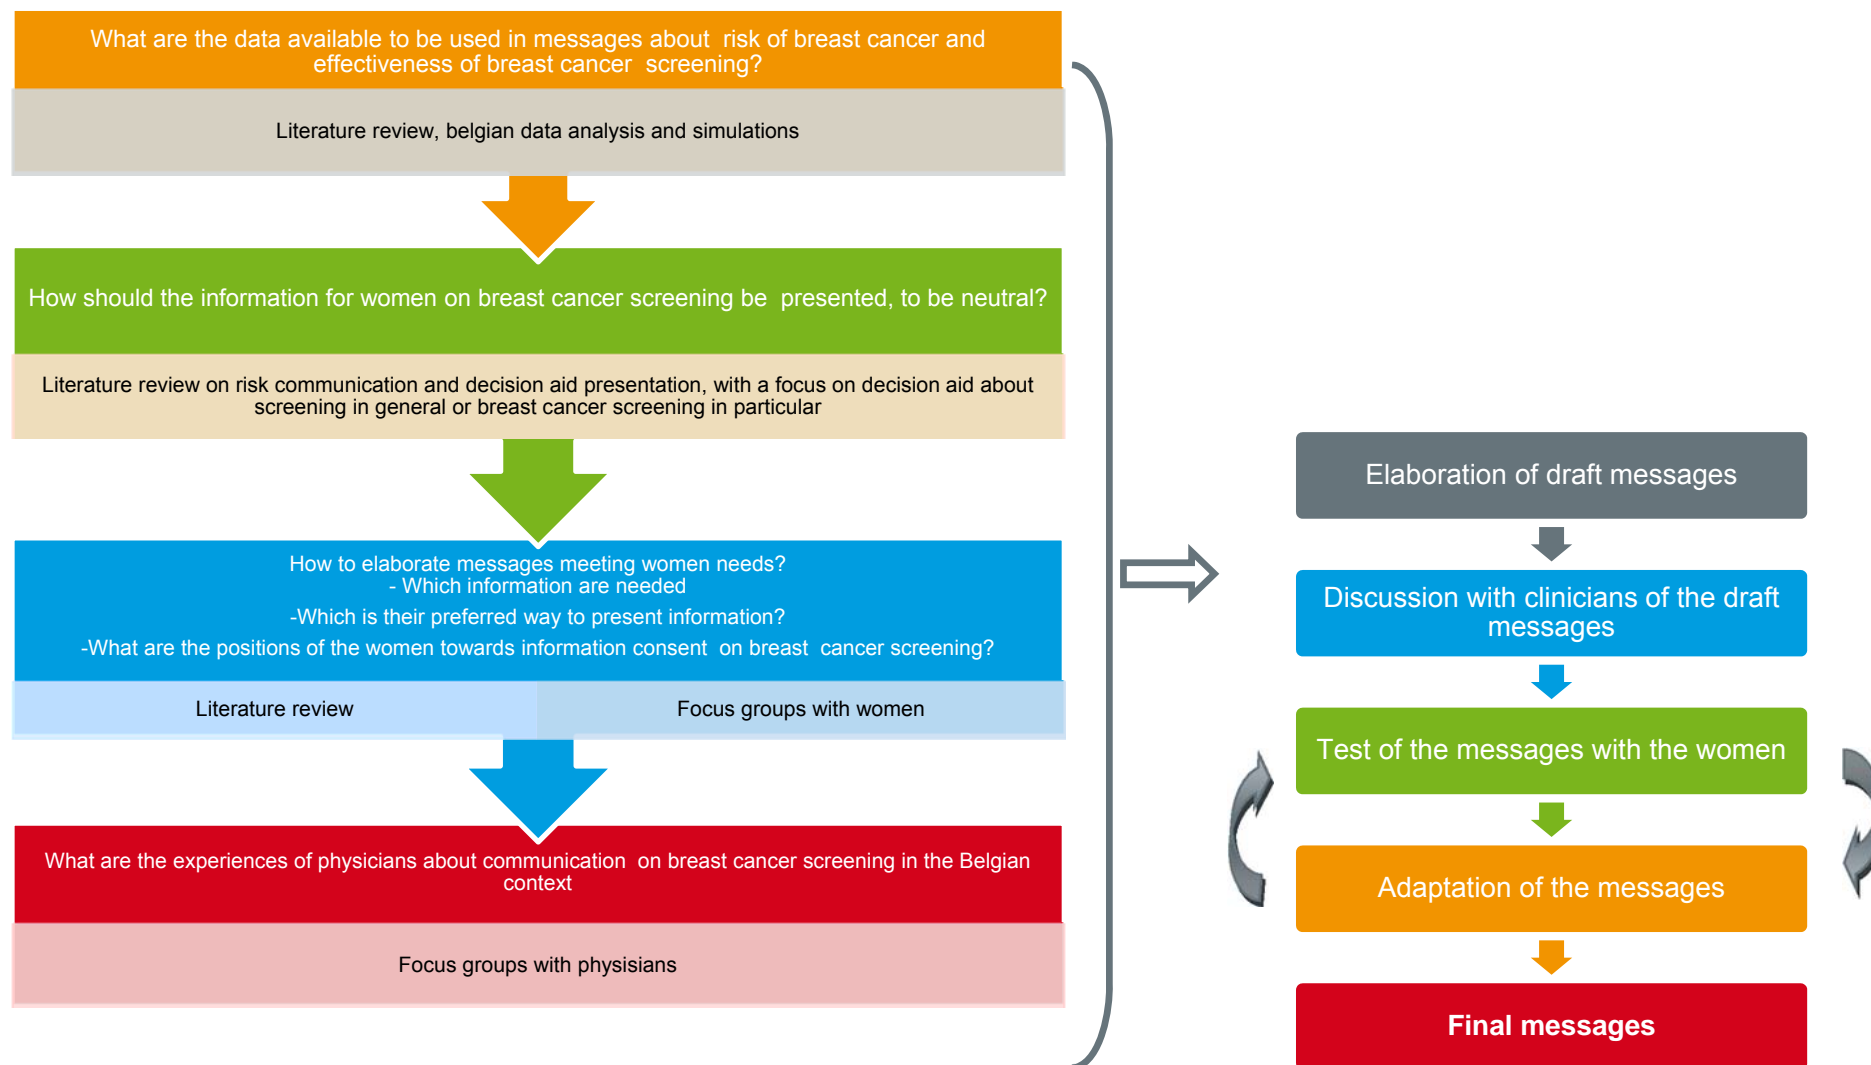 What are the data available to be used in messages about risk of breast cancer and
effectiveness of breast cancer screening?
Literature review, belgian data analysis and simulations
How should the information for women on breast cancer screening be presented, to be neutral?
Literature review on risk communication and decision aid presentation, with a focus on decision aid about
screening in general or breast cancer screening in particular
How to elaborate messages meeting women needs?
- Which information are needed
-Which is their preferred way to present information?
-What are the positions of the women towards information consent on breast cancer screening?
Literature review
Focus groups with women
What are the experiences of physicians about communication on breast cancer screening in the Belgian
context
Focus groups with physisians
Elaboration of draft messages
Discussion with clinicians of the draft
messages
Test of the messages with the women
Adaptation of the messages
Final messages